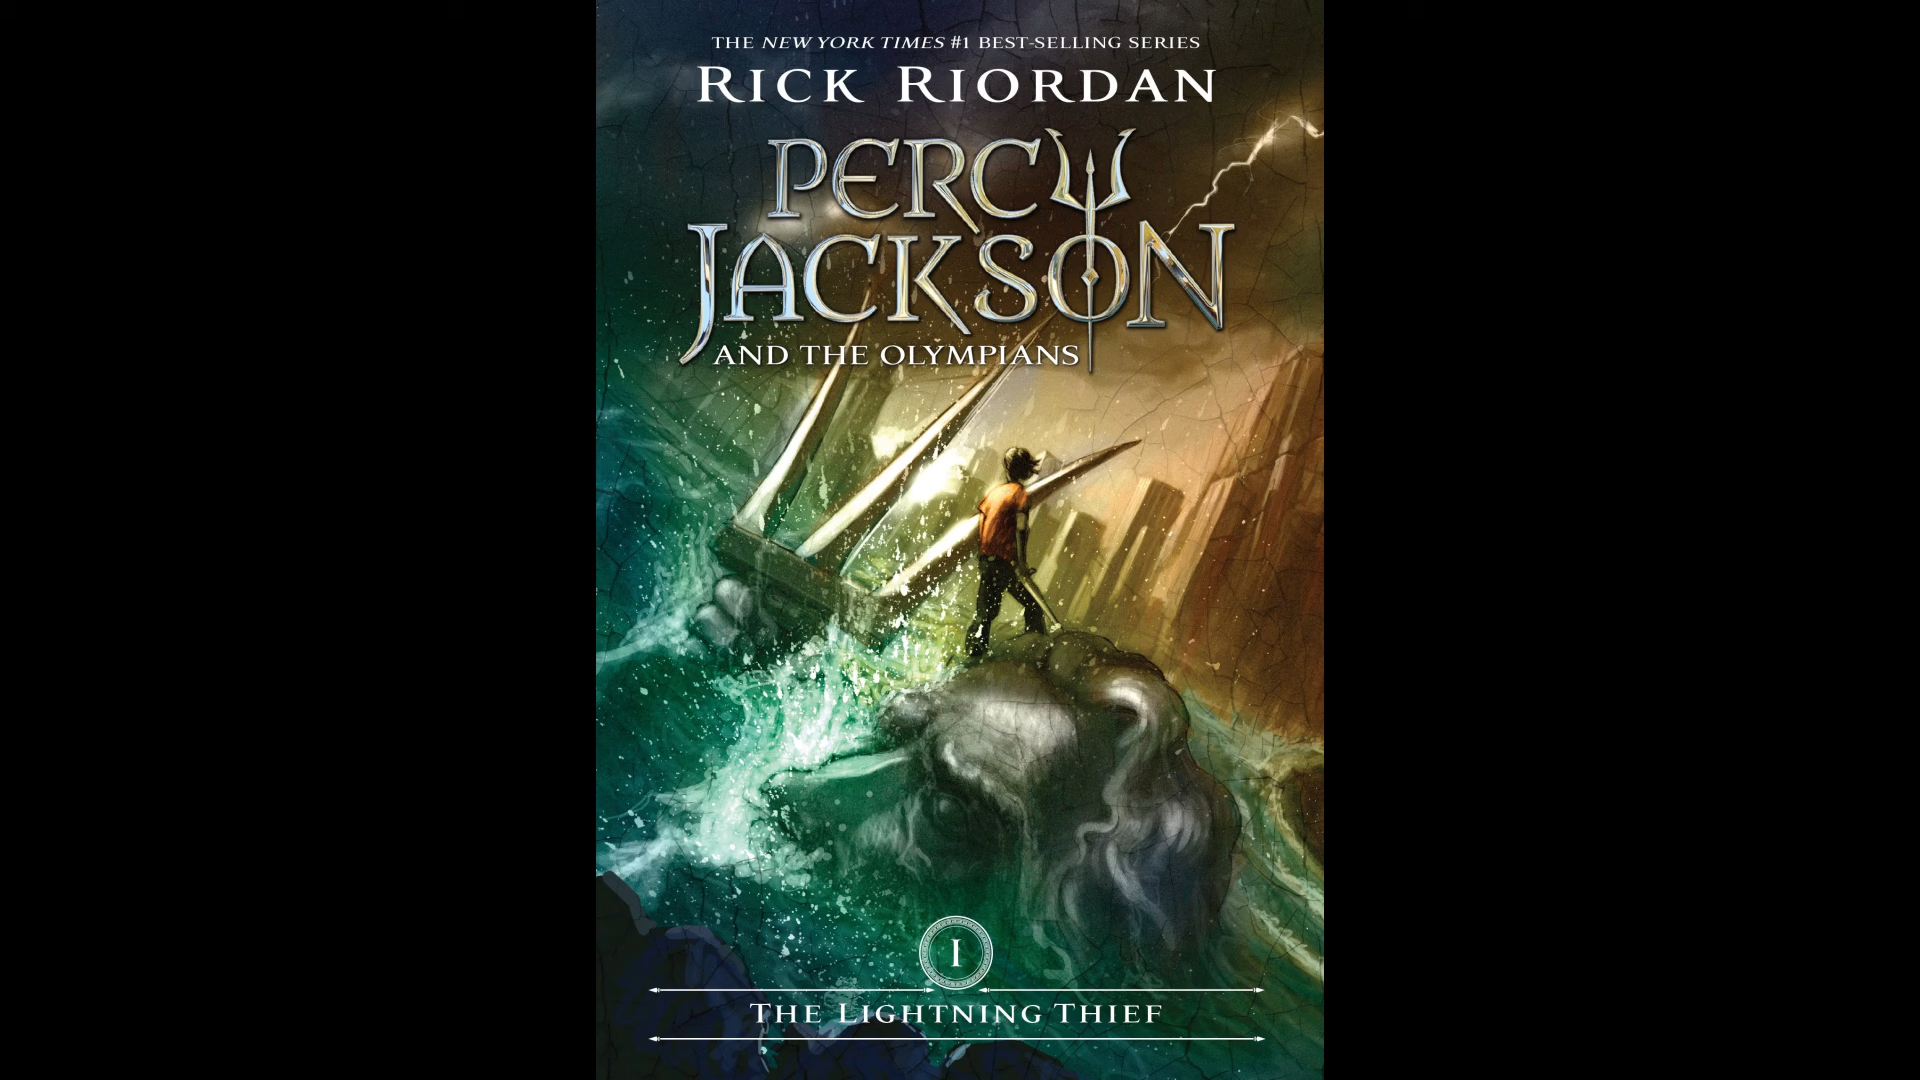 THE NEW YORK TIMES #1 BEST-SELLING SERIES
RICK RIORDAN
PERCY
JACKSON
AND THE OLYMPIANS
I
THE LIGHTNING THIEF